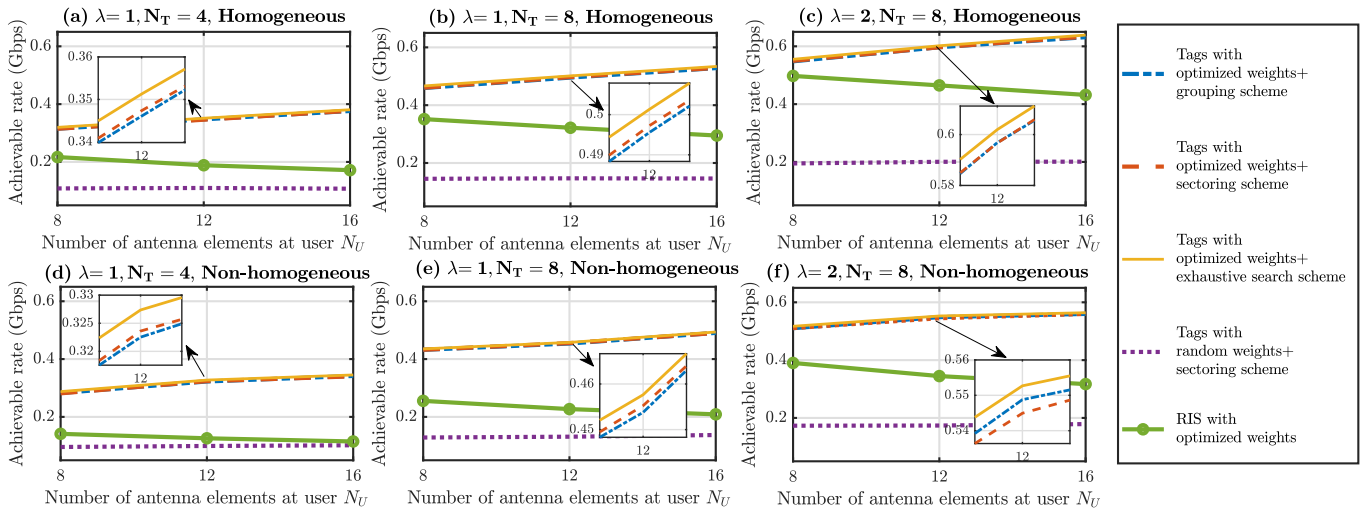 (a) λ= 1, N_T = 4, Homogeneous
Achievable rate (Gbps)
0.6
0.4
0.2
0.36
0.35
0.34
12
8
12
16
Number of antenna elements at user N_U
(b) λ= 1, N_T = 8, Homogeneous
Achievable rate (Gbps)
0.6
0.4
0.2
0.5
0.49
12
8
12
16
Number of antenna elements at user N_U
(c) λ= 2, N_T = 8, Homogeneous
Achievable rate (Gbps)
0.6
0.4
0.2
0.6
0.58
12
8
12
16
Number of antenna elements at user N_U
(d) λ= 1, N_T = 4, Non-homogeneous
Achievable rate (Gbps)
0.6
0.4
0.2
0.33
0.325
0.32
12
8
12
16
Number of antenna elements at user N_U
(e) λ= 1, N_T = 8, Non-homogeneous
Achievable rate (Gbps)
0.6
0.4
0.2
0.46
0.45
12
8
12
16
Number of antenna elements at user N_U
(f) λ= 2, N_T = 8, Non-homogeneous
Achievable rate (Gbps)
0.6
0.4
0.2
0.56
0.55
0.54
12
8
12
16
Number of antenna elements at user N_U
Tags with
optimized weights+
grouping scheme
Tags with
optimized weights+
sectoring scheme
Tags with
optimized weights+
exhaustive search scheme
Tags with
random weights+
sectoring scheme
RIS with
optimized weights